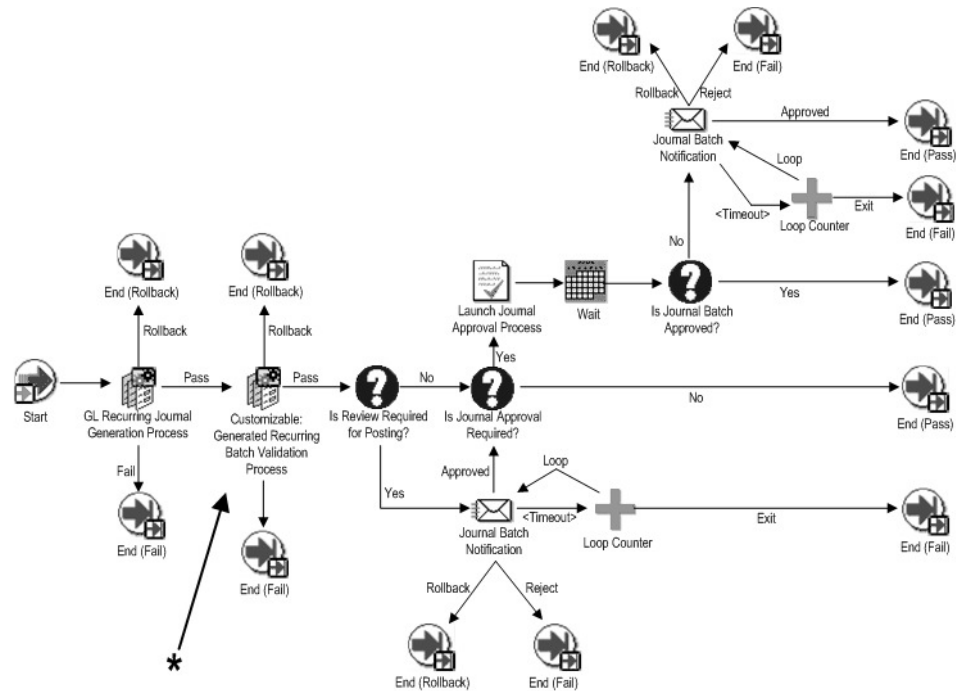 End (Rollback)
End (Fail)
Rollback
Reject
Approved
Journal Batch
Notification
End (Pass)
Loop
<Timeout>
Exit
Loop Counter
End (Fail)
No
End (Rollback)
End (Rollback)
Launch Journal
Approval Process
Wait
Is Journal Batch
Approved?
Yes
End (Pass)
Rollback
Rollback
Yes
Start
Pass
Pass
No
No
GL Recurring Journal
Generation Process
Customizable:
Generated Recurring
Batch Validation
Process
Is Review Required
for Posting?
Is Journal Approval
Required?
End (Pass)
Fail
Yes
Approved
Loop
<Timeout>
Exit
Journal Batch
Notification
Loop Counter
End (Fail)
End (Fail)
End (Fail)
Rollback
Reject
*
End (Rollback)
End (Fail)